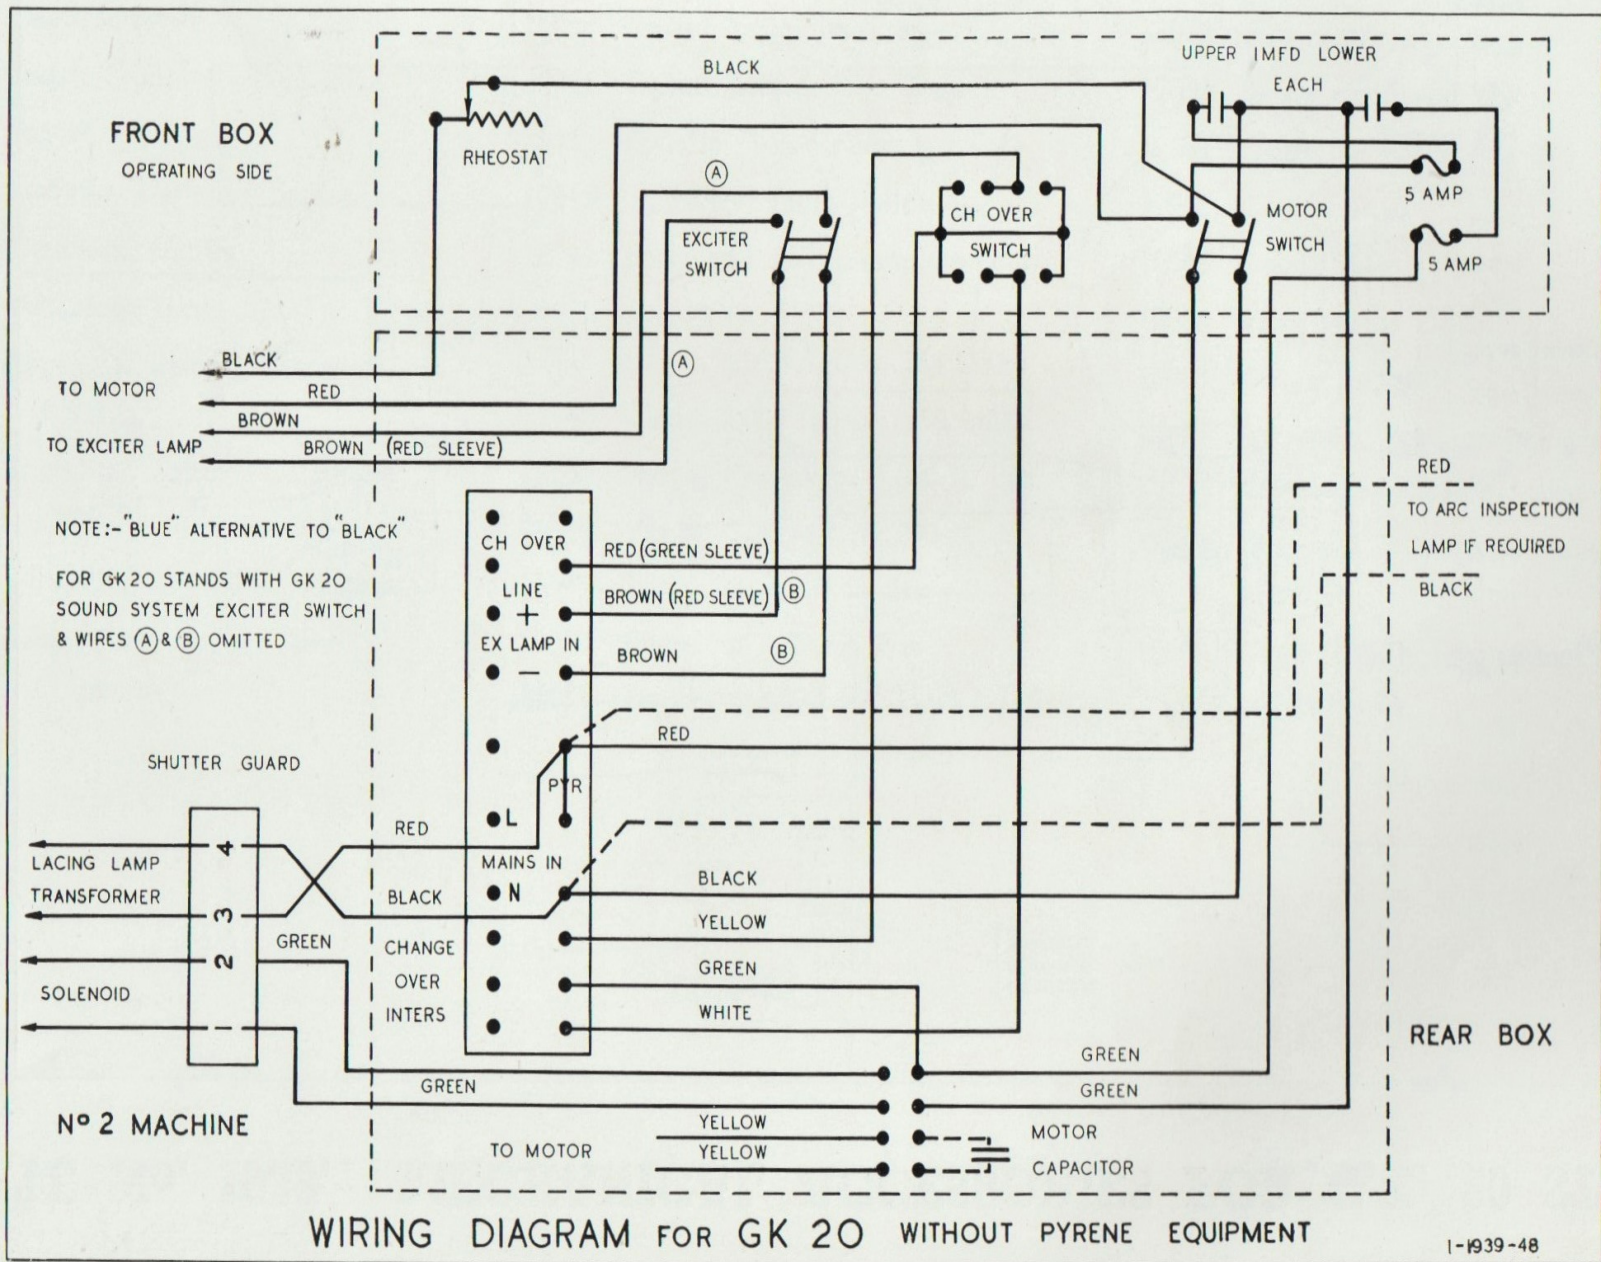 UPPER 1MFD LOWER
EACH
BLACK
FRONT BOX
OPERATING SIDE
RHEOSTAT
A
5 AMP
CH OVER
SWITCH
MOTOR
SWITCH
EXCITER
SWITCH
5 AMP
BLACK
A
TO MOTOR
RED
BROWN
TO EXCITER LAMP
BROWN (RED SLEEVE)
RED
TO ARC INSPECTION
LAMP IF REQUIRED
BLACK
NOTE:- "BLUE" ALTERNATIVE TO "BLACK"
FOR GK 20 STANDS WITH GK 20
SOUND SYSTEM EXCITER SWITCH
& WIRES A & B OMITTED
CH OVER
RED (GREEN SLEEVE)
LINE
+
BROWN (RED SLEEVE)
B
EX LAMP IN
–
BROWN
B
RED
PYR
L
SHUTTER GUARD
RED
MAINS IN
4
LACING LAMP
TRANSFORMER
3
BLACK
N
BLACK
YELLOW
GREEN
2
CHANGE
OVER
INTERS
GREEN
WHITE
SOLENOID
1
REAR BOX
GREEN
GREEN
GREEN
Nº 2 MACHINE
YELLOW
YELLOW
TO MOTOR
MOTOR
CAPACITOR
WIRING DIAGRAM FOR GK 20 WITHOUT PYRENE EQUIPMENT
1-1939-48